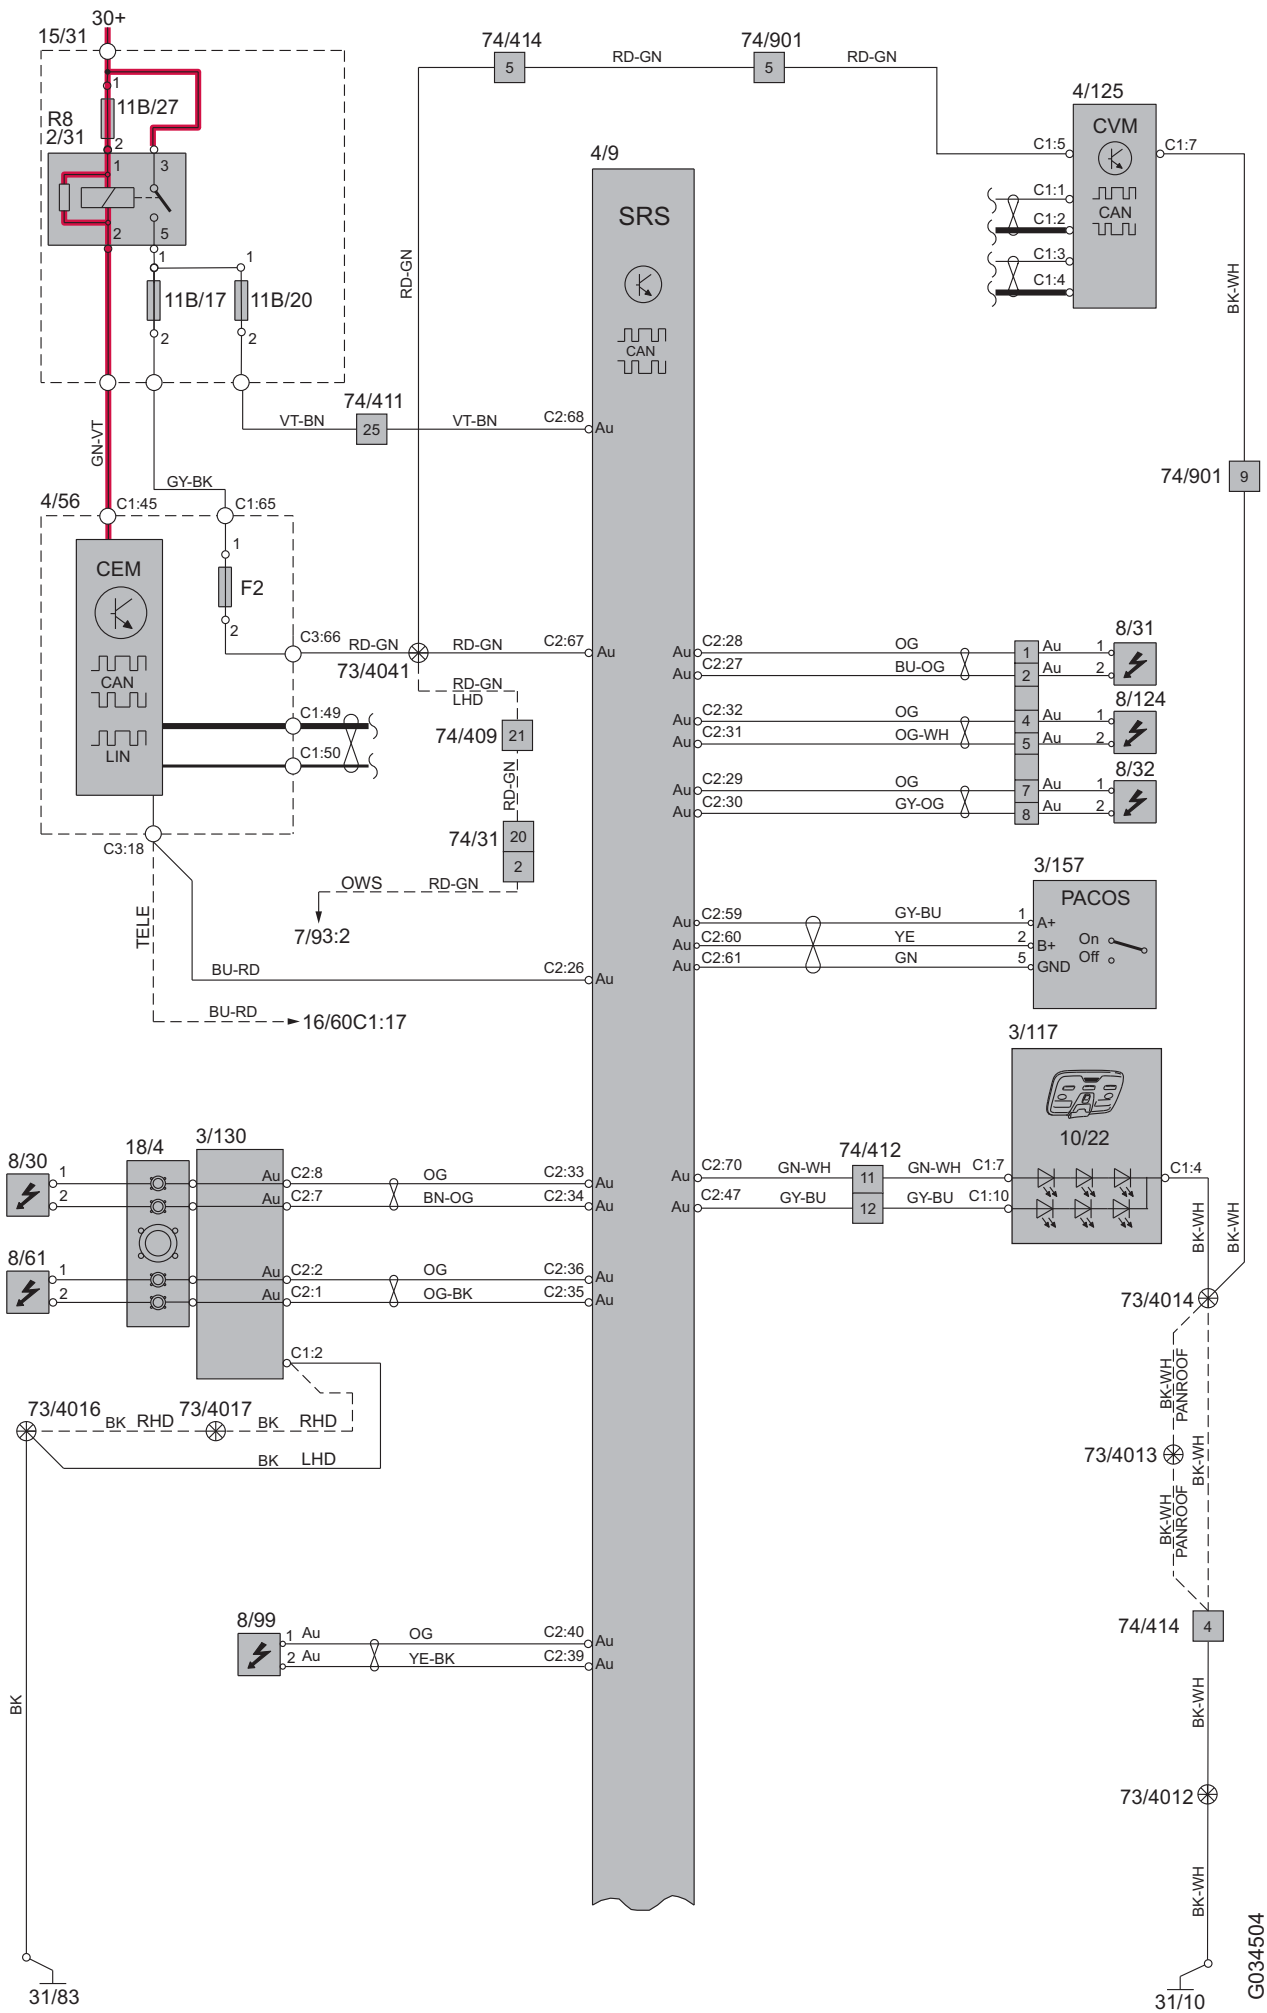 30+
15/31
74/414
74/901
5
RD-GN
5
RD-GN
4/125
1
11B/27
R8
2/31
2
1
3
2
5
1
1
11B/17
11B/20
2
2
CVM
C1:5
C1:7
C1:1
C1:2
C1:3
C1:4
CAN
RD-GN
BK-WH
4/9
SRS
CAN
74/411
VT-BN
25
VT-BN
C2:68
Au
GN-VT
GY-BK
74/901
9
4/56
C1:45
C1:65
CEM
1
F2
2
CAN
LIN
C3:66
RD-GN
RD-GN
C2:67
Au
73/4041
RD-GN
LHD
C1:49
74/409
21
C1:50
RD-GN
74/31
20
2
C3:18
OWS
RD-GN
7/93:2
TELE
BU-RD
C2:26
Au
BU-RD
16/60C1:17
Au
C2:28
OG
1
Au
1
8/31
Au
C2:27
BU-OG
2
Au
2
Au
C2:32
OG
4
Au
1
8/124
Au
C2:31
OG-WH
5
Au
2
Au
C2:29
OG
7
Au
1
8/32
Au
C2:30
GY-OG
8
Au
2
3/157
PACOS
Au
C2:59
GY-BU
1
A+
Au
C2:60
YE
2
B+
On
Au
C2:61
GN
5
GND
Off
3/117
10/22
74/412
Au
C2:70
GN-WH
11
GN-WH
C1:7
C1:4
Au
C2:47
GY-BU
12
GY-BU
C1:10
BK-WH
BK-WH
8/30
18/4
3/130
1
Au
C2:8
OG
C2:33
Au
2
Au
C2:7
BN-OG
C2:34
Au
8/61
1
Au
C2:2
OG
C2:36
Au
2
Au
C2:1
OG-BK
C2:35
Au
C1:2
73/4014
73/4016
BK
RHD
73/4017
BK
RHD
BK
LHD
BK-WH
PANROOF
73/4013
BK-WH
BK-WH
PANROOF
74/414
4
8/99
1
Au
OG
C2:40
Au
2
Au
YE-BK
C2:39
Au
BK
BK-WH
73/4012
BK-WH
31/83
31/10
G034504